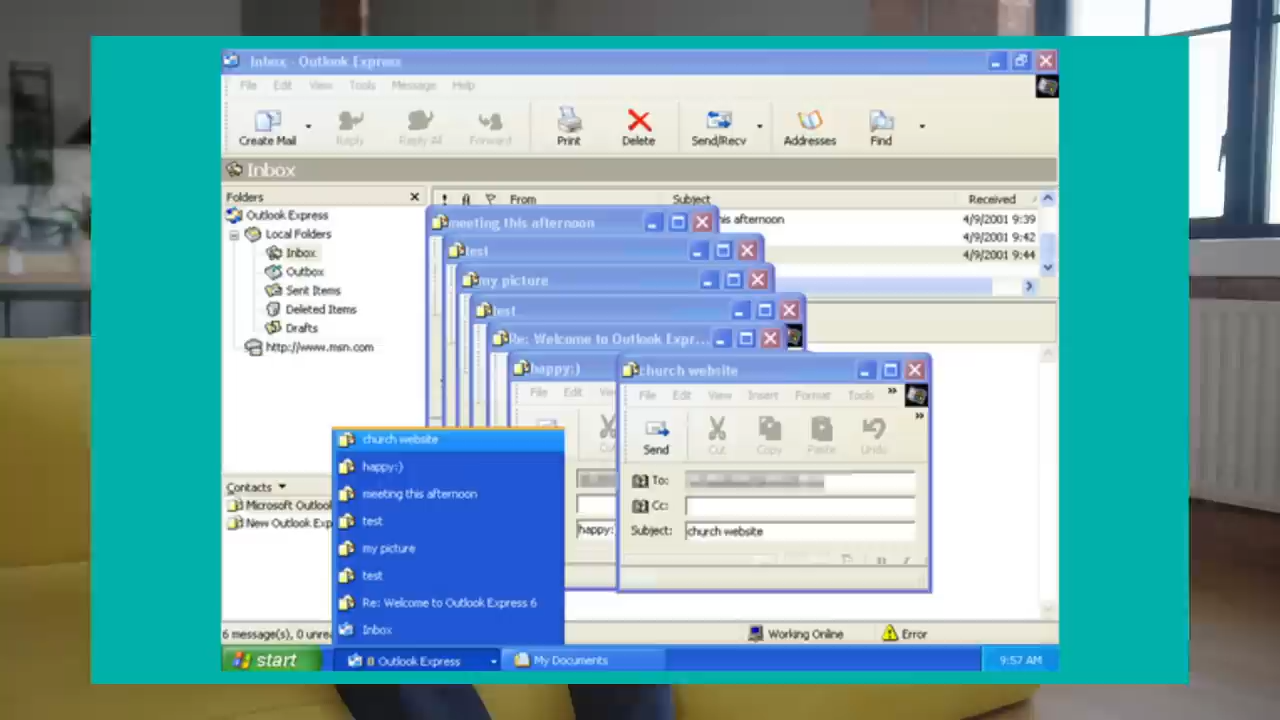 Inbox - Outlook Express
File Edit View Tools Message Help
Create Mail Reply Reply All Forward Print Delete Send/Recv Addresses Find
Inbox
Folders
! From Subject Received
Outlook Express
Local Folders
Inbox
Outbox
Sent Items
Deleted Items
Drafts
http://www.msn.com
his afternoon 4/9/2001 9:39
4/9/2001 9:42
4/9/2001 9:44
meeting this afternoon
test
my picture
test
Re: Welcome to Outlook Expr...
happy:)
File Edit
happy:
church website
File Edit View Insert Format Tools »
Send Cut Copy Paste Undo »
To:
Cc:
Subject: church website
B I
Contacts
Microsoft Outlool
New Outlook Exp
church website
happy:)
meeting this afternoon
test
my picture
test
Re: Welcome to Outlook Express 6
Inbox
6 message(s), 0 unrea
Working Online Error
start 8 Outlook Express My Documents 9:57 AM